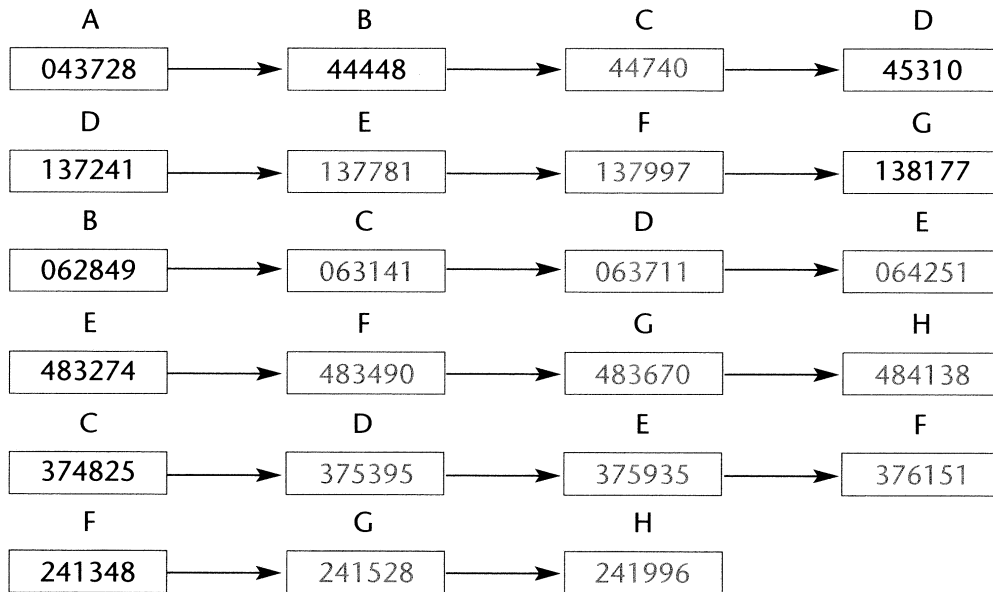 A B C D
043728 44448 44740 45310
D E F G
137241 137781 137997 138177
B C D E
062849 063141 063711 064251
E F G H
483274 483490 483670 484138
C D E F
374825 375395 375935 376151
F G H
241348 241528 241996